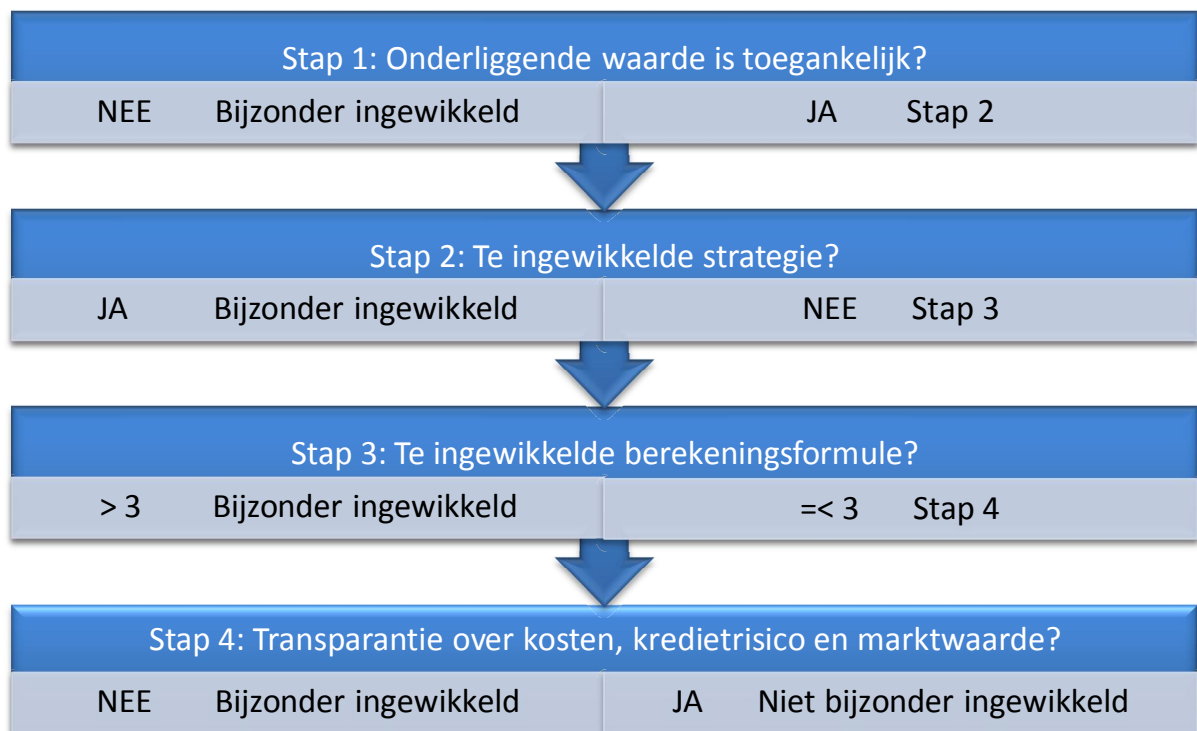 Stap 1: Onderliggende waarde is toegankelijk?
NEE Bijzonder ingewikkeld JA Stap 2
Stap 2: Te ingewikkelde strategie?
JA Bijzonder ingewikkeld NEE Stap 3
Stap 3: Te ingewikkelde berekeningsformule?
> 3 Bijzonder ingewikkeld =< 3 Stap 4
Stap 4: Transparantie over kosten, kredietrisico en marktwaarde?
NEE Bijzonder ingewikkeld JA Niet bijzonder ingewikkeld